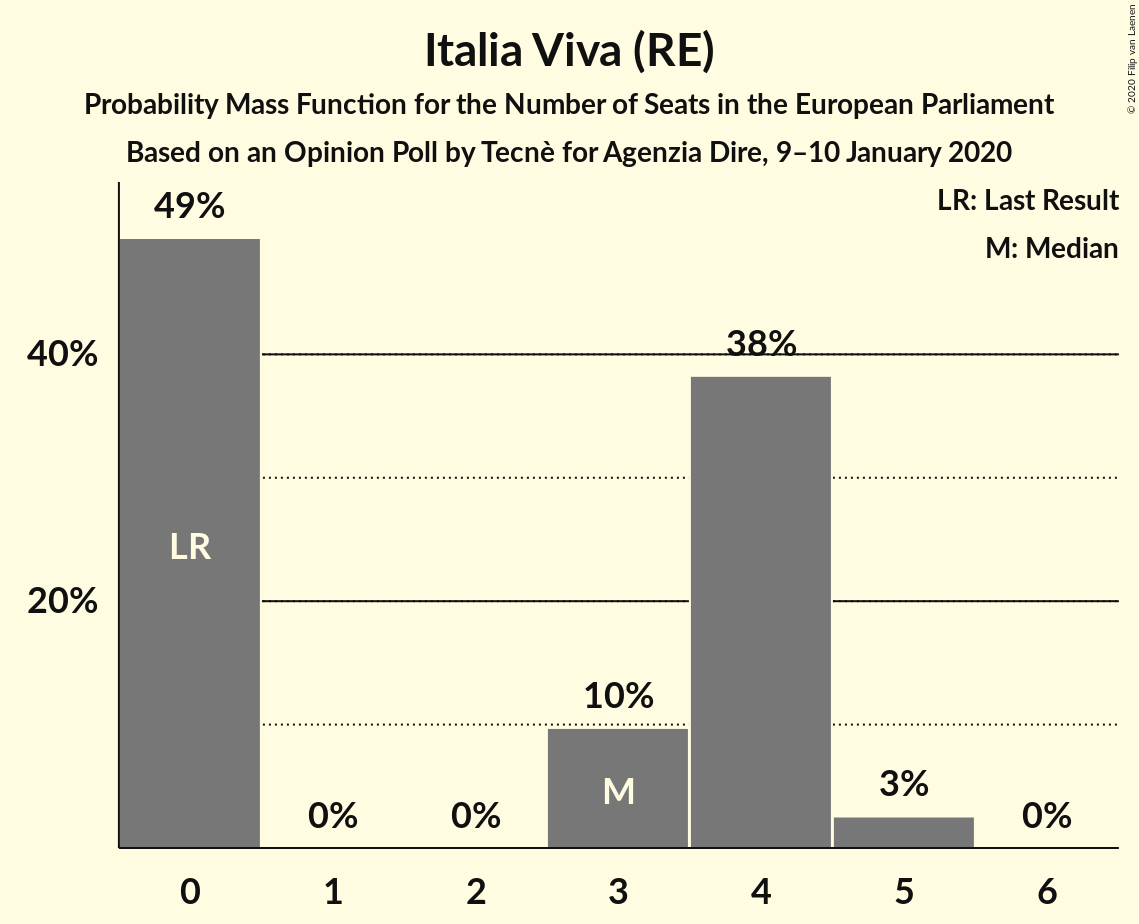 Italia Viva (RE)
Probability Mass Function for the Number of Seats in the European Parliament
Based on an Opinion Poll by Tecnè for Agenzia Dire, 9–10 January 2020
© 2020 Filip van Laenen
LR: Last Result
M: Median
49%
40%
38%
LR
20%
10%
M
3%
0%
0%
0%
0
1
2
3
4
5
6